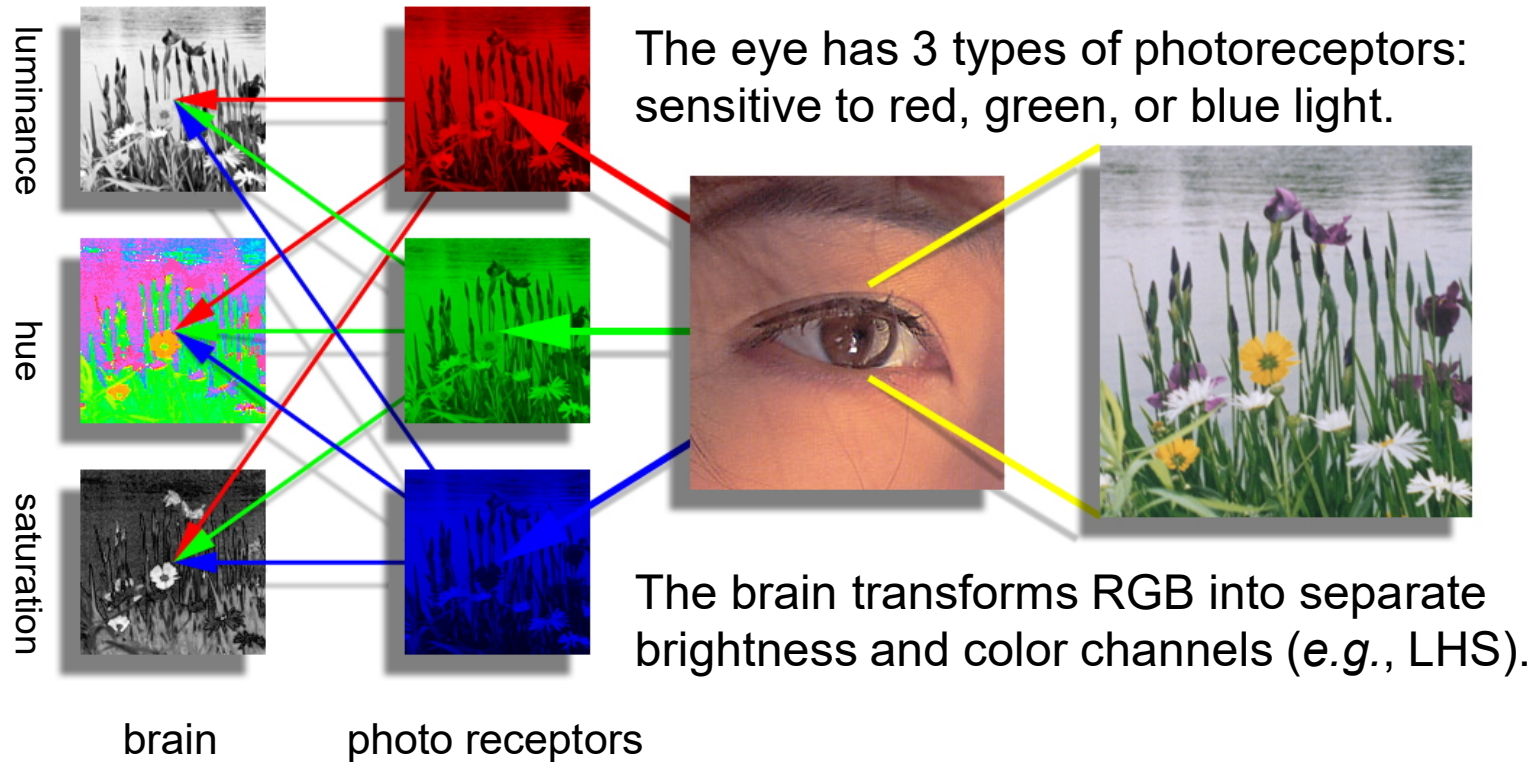 The eye has 3 types of photoreceptors:
sensitive to red, green, or blue light.
luminance
hue
saturation
The brain transforms RGB into separate
brightness and color channels (e.g., LHS).
brain
photo receptors